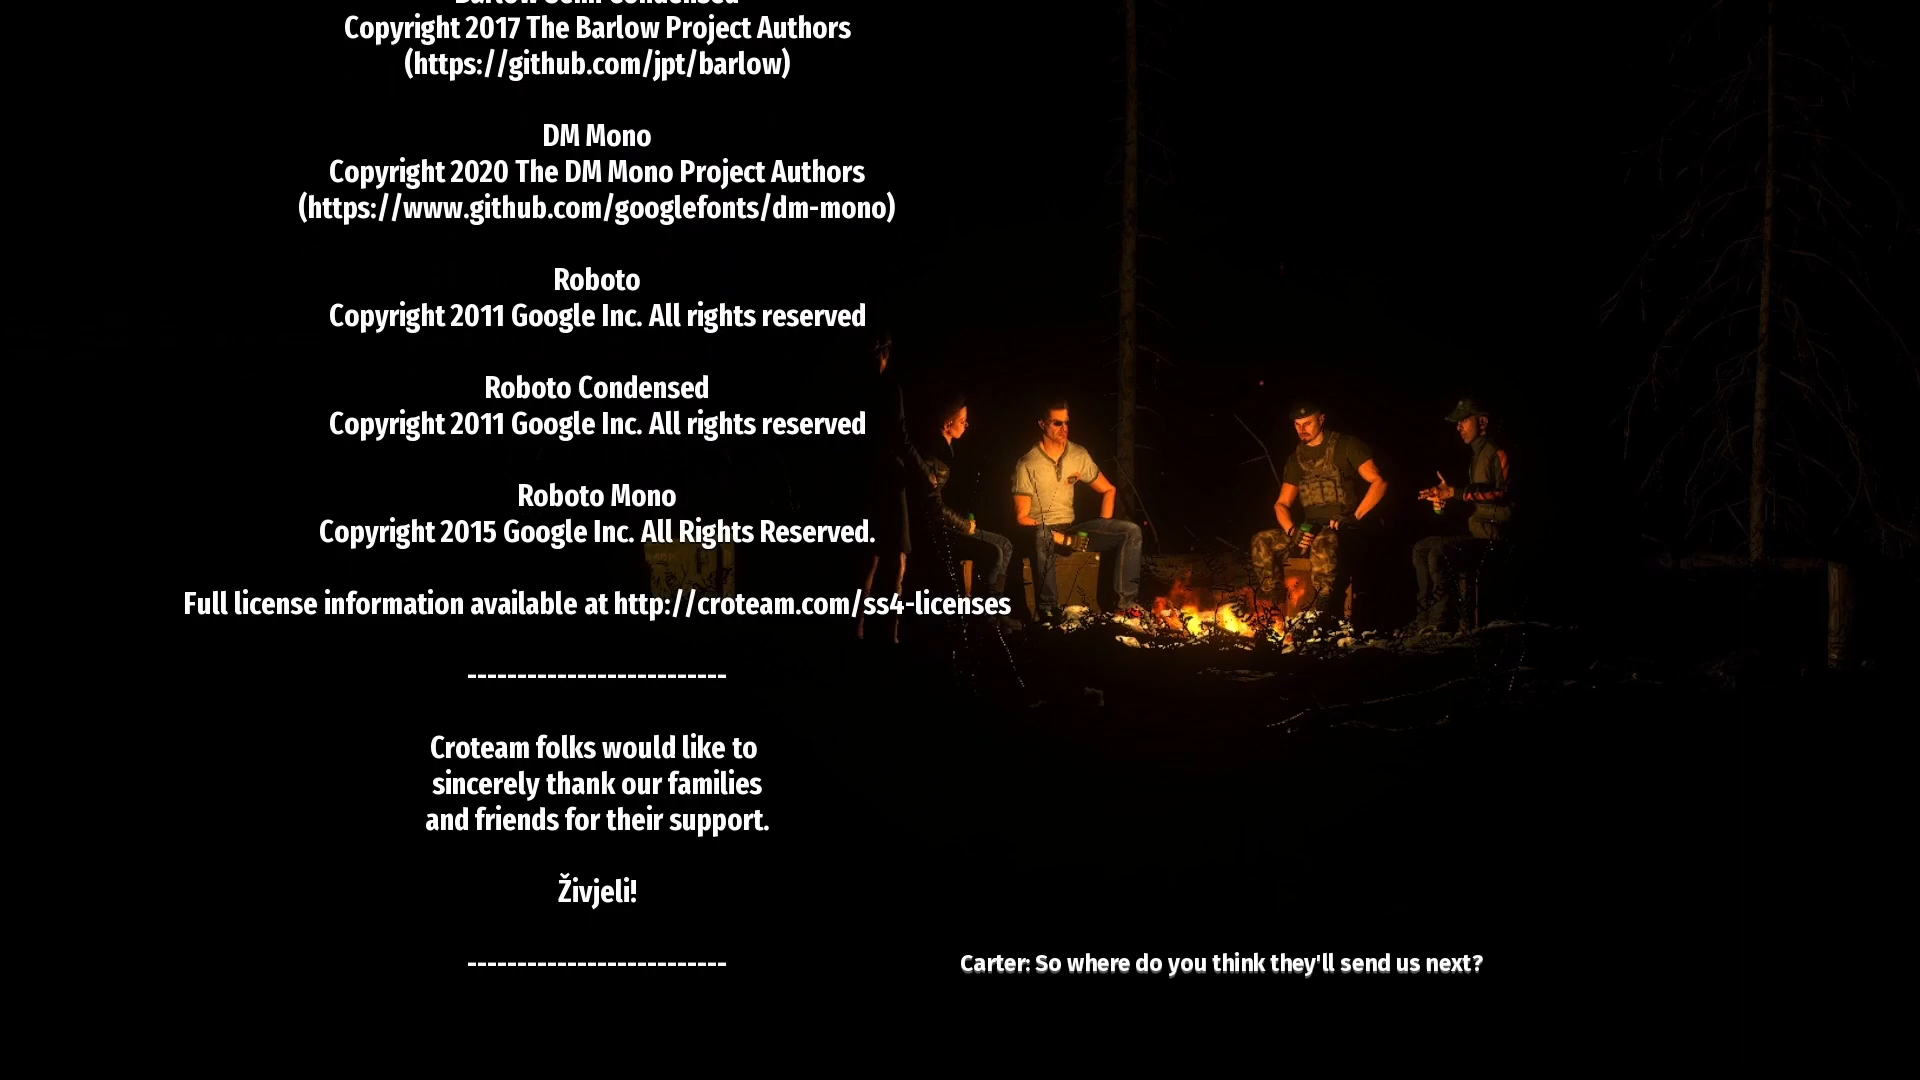 Barlow Semi Condensed
Copyright 2017 The Barlow Project Authors
(https://github.com/jpt/barlow)
DM Mono
Copyright 2020 The DM Mono Project Authors
(https://www.github.com/googlefonts/dm-mono)
Roboto
Copyright 2011 Google Inc. All rights reserved
Roboto Condensed
Copyright 2011 Google Inc. All rights reserved
Roboto Mono
Copyright 2015 Google Inc. All Rights Reserved.
Full license information available at http://croteam.com/ss4-licenses
--------------------------
Croteam folks would like to
sincerely thank our families
and friends for their support.
Živjeli!
--------------------------
Carter: So where do you think they'll send us next?